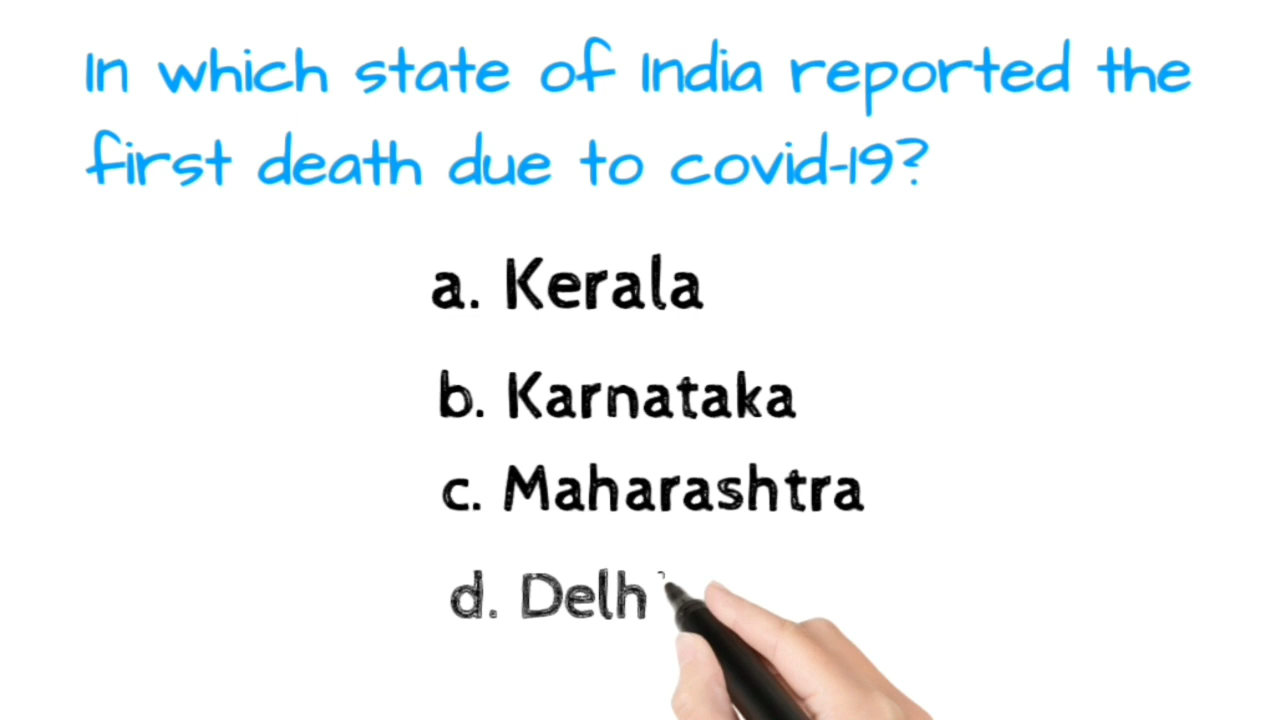 In which state of India reported the
first death due to covid-19?
a. Kerala
b. Karnataka
c. Maharashtra
d. Delh